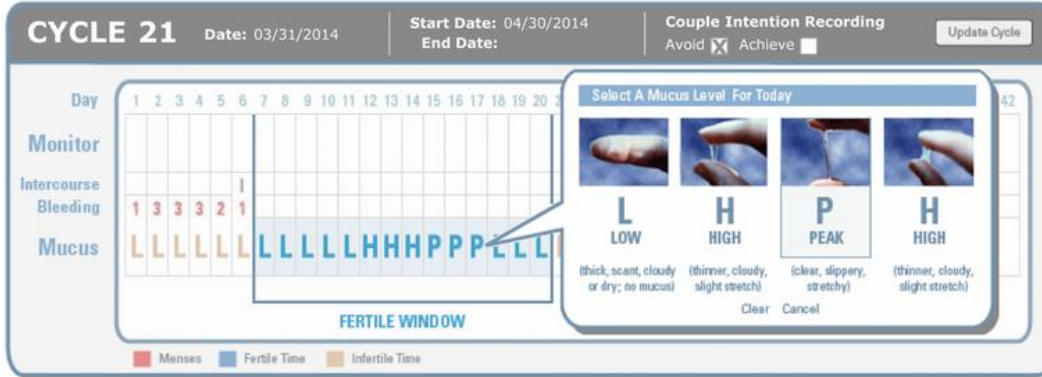 CYCLE 21 Date: 03/31/2014 Start Date: 04/30/2014 Couple Intention Recording
End Date: Avoid X Achieve Update Cycle
Day 1 2 3 4 5 6 7 8 9 10 11 12 13 14 15 16 17 18 19 20 42
Select A Mucus Level For Today
Monitor
Intercourse I
Bleeding 1 3 3 3 2 1
Mucus L L L L L L L L L L L H H H P P P L L L
L H P H
LOW HIGH PEAK HIGH
(thick, scant, cloudy (thinner, cloudy, (clear, slippery, (thinner, cloudy,
or dry; no mucus) slight stretch) stretchy) slight stretch)
Clear Cancel
FERTILE WINDOW
Menses Fertile Time Infertile Time